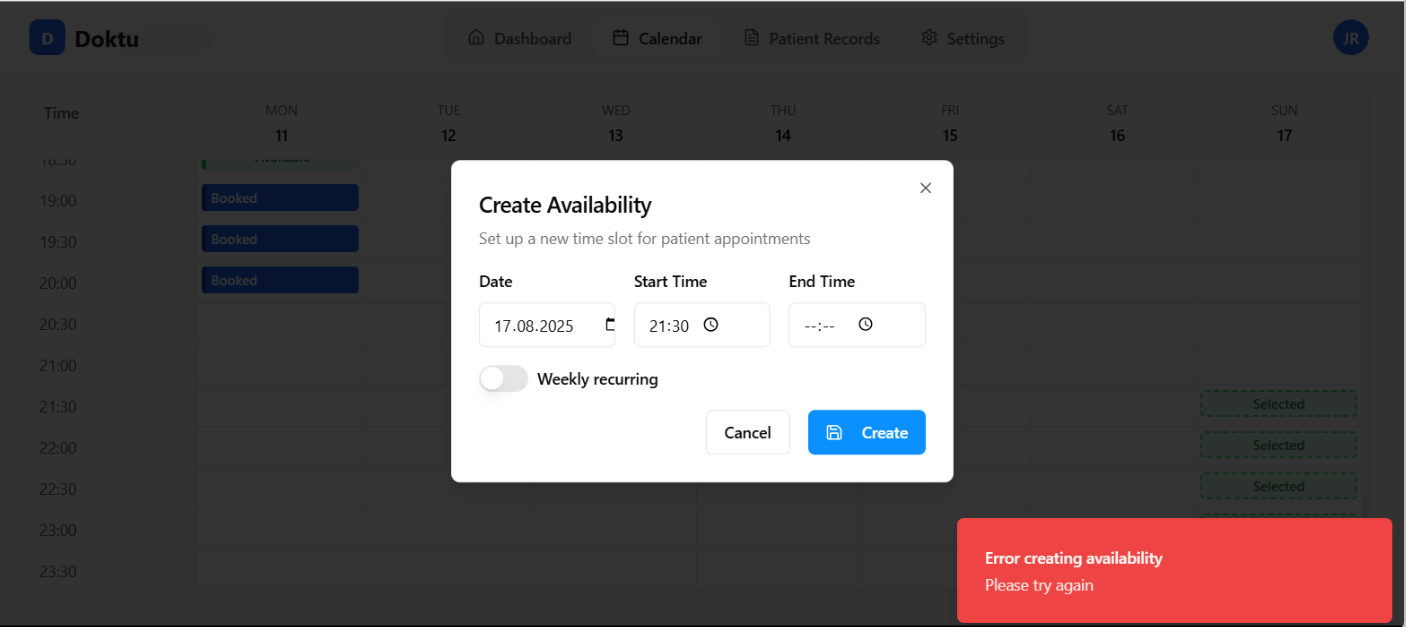 D Doktu Dashboard Calendar Patient Records Settings JR
Time MON TUE WED THU FRI SAT SUN
11 12 13 14 15 16 17
18:30 Available
19:00 Booked
19:30 Booked
20:00 Booked
20:30
21:00
21:30 Selected
22:00 Selected
22:30 Selected
23:00
23:30
Create Availability
Set up a new time slot for patient appointments
Date Start Time End Time
17.08.2025 21:30 --:--
Weekly recurring
Cancel Create
Error creating availability
Please try again